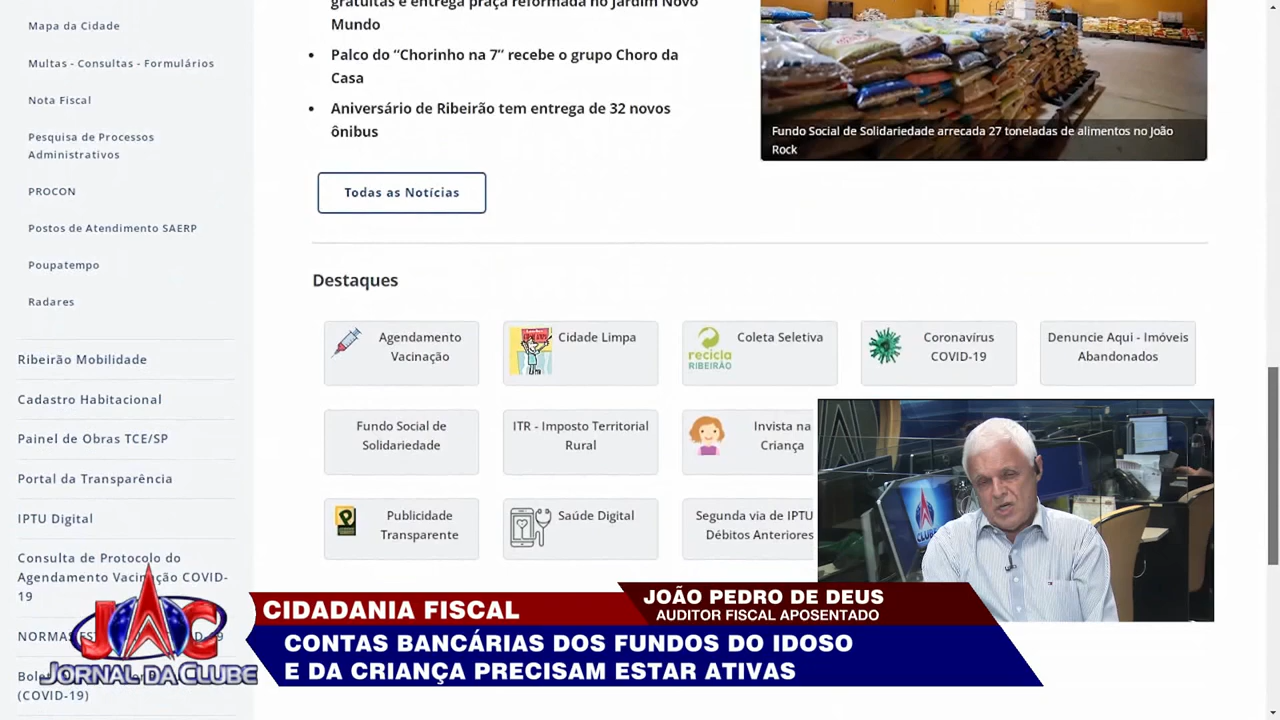 Mapa da Cidade
Multas - Consultas - Formulários
Nota Fiscal
Pesquisa de Processos
Administrativos
PROCON
Postos de Atendimento SAERP
Poupatempo
Radares
Ribeirão Mobilidade
Cadastro Habitacional
Painel de Obras TCE/SP
Portal da Transparência
IPTU Digital
Consulta de Protocolo do
Agendamento Vacinação COVID-
19
(COVID-19)
gratuitas e entrega praça reformada no Jardim Novo
Mundo
Palco do “Chorinho na 7” recebe o grupo Choro da
Casa
Aniversário de Ribeirão tem entrega de 32 novos
ônibus
Todas as Notícias
Fundo Social de Solidariedade arrecada 27 toneladas de alimentos no João
Rock
Destaques
Agendamento
Vacinação
Cidade Limpa
recicla
RIBEIRÃO
Coleta Seletiva
Coronavirus
COVID-19
Denuncie Aqui - Imóveis
Abandonados
Fundo Social de
Solidariedade
ITR - Imposto Territorial
Rural
Invista na
Criança
Publicidade
Transparente
Saúde Digital
Segunda via de IPTU
Débitos Anteriores
CLUBE
JAC
JORNAL DA CLUBE
CIDADANIA FISCAL
JOÃO PEDRO DE DEUS
AUDITOR FISCAL APOSENTADO
CONTAS BANCÁRIAS DOS FUNDOS DO IDOSO
E DA CRIANÇA PRECISAM ESTAR ATIVAS